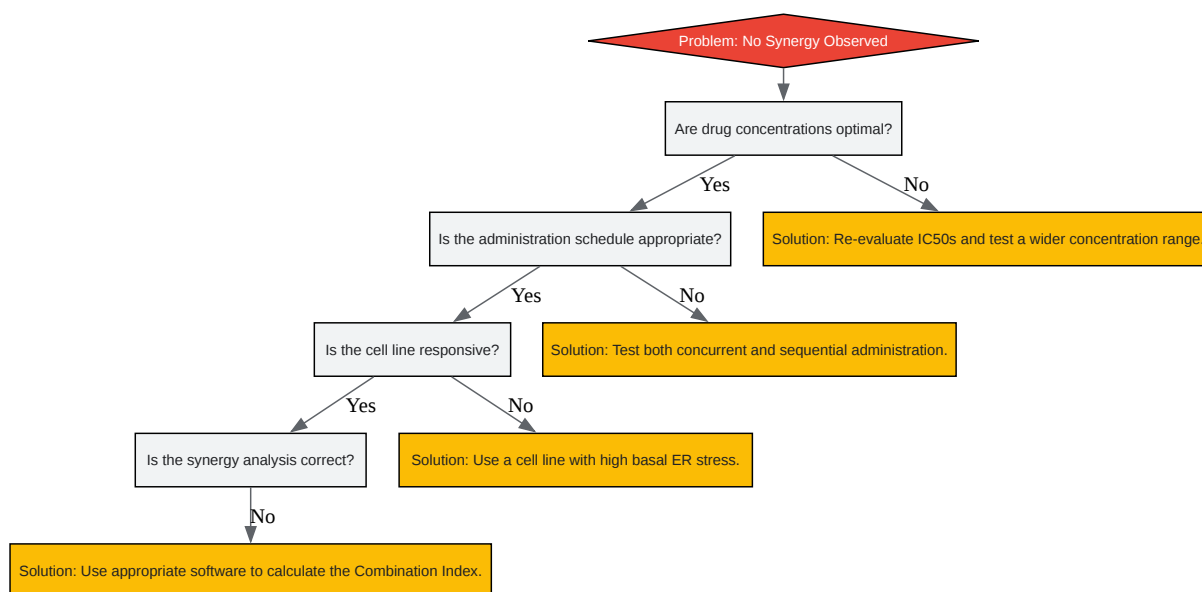 Problem: No Synergy Observed
Are drug concentrations optimal?
Yes
No
Is the administration schedule appropriate?
Solution: Re-evaluate IC50s and test a wider concentration range.
Yes
No
Is the cell line responsive?
Solution: Test both concurrent and sequential administration.
Yes
No
Is the synergy analysis correct?
Solution: Use a cell line with high basal ER stress.
No
Solution: Use appropriate software to calculate the Combination Index.